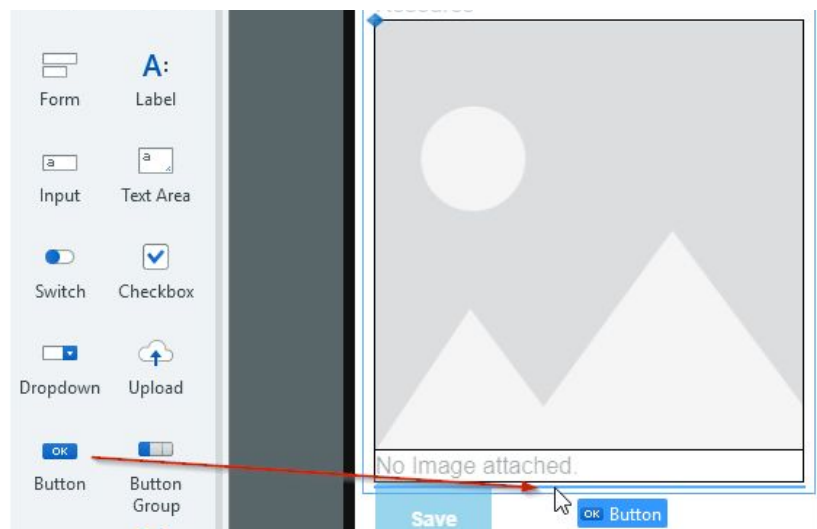 Form
A:
Label
a
Input
a
Text Area
Switch
Checkbox
Dropdown
Upload
OK
Button
Button
Group
No Image attached.
Save
OK Button